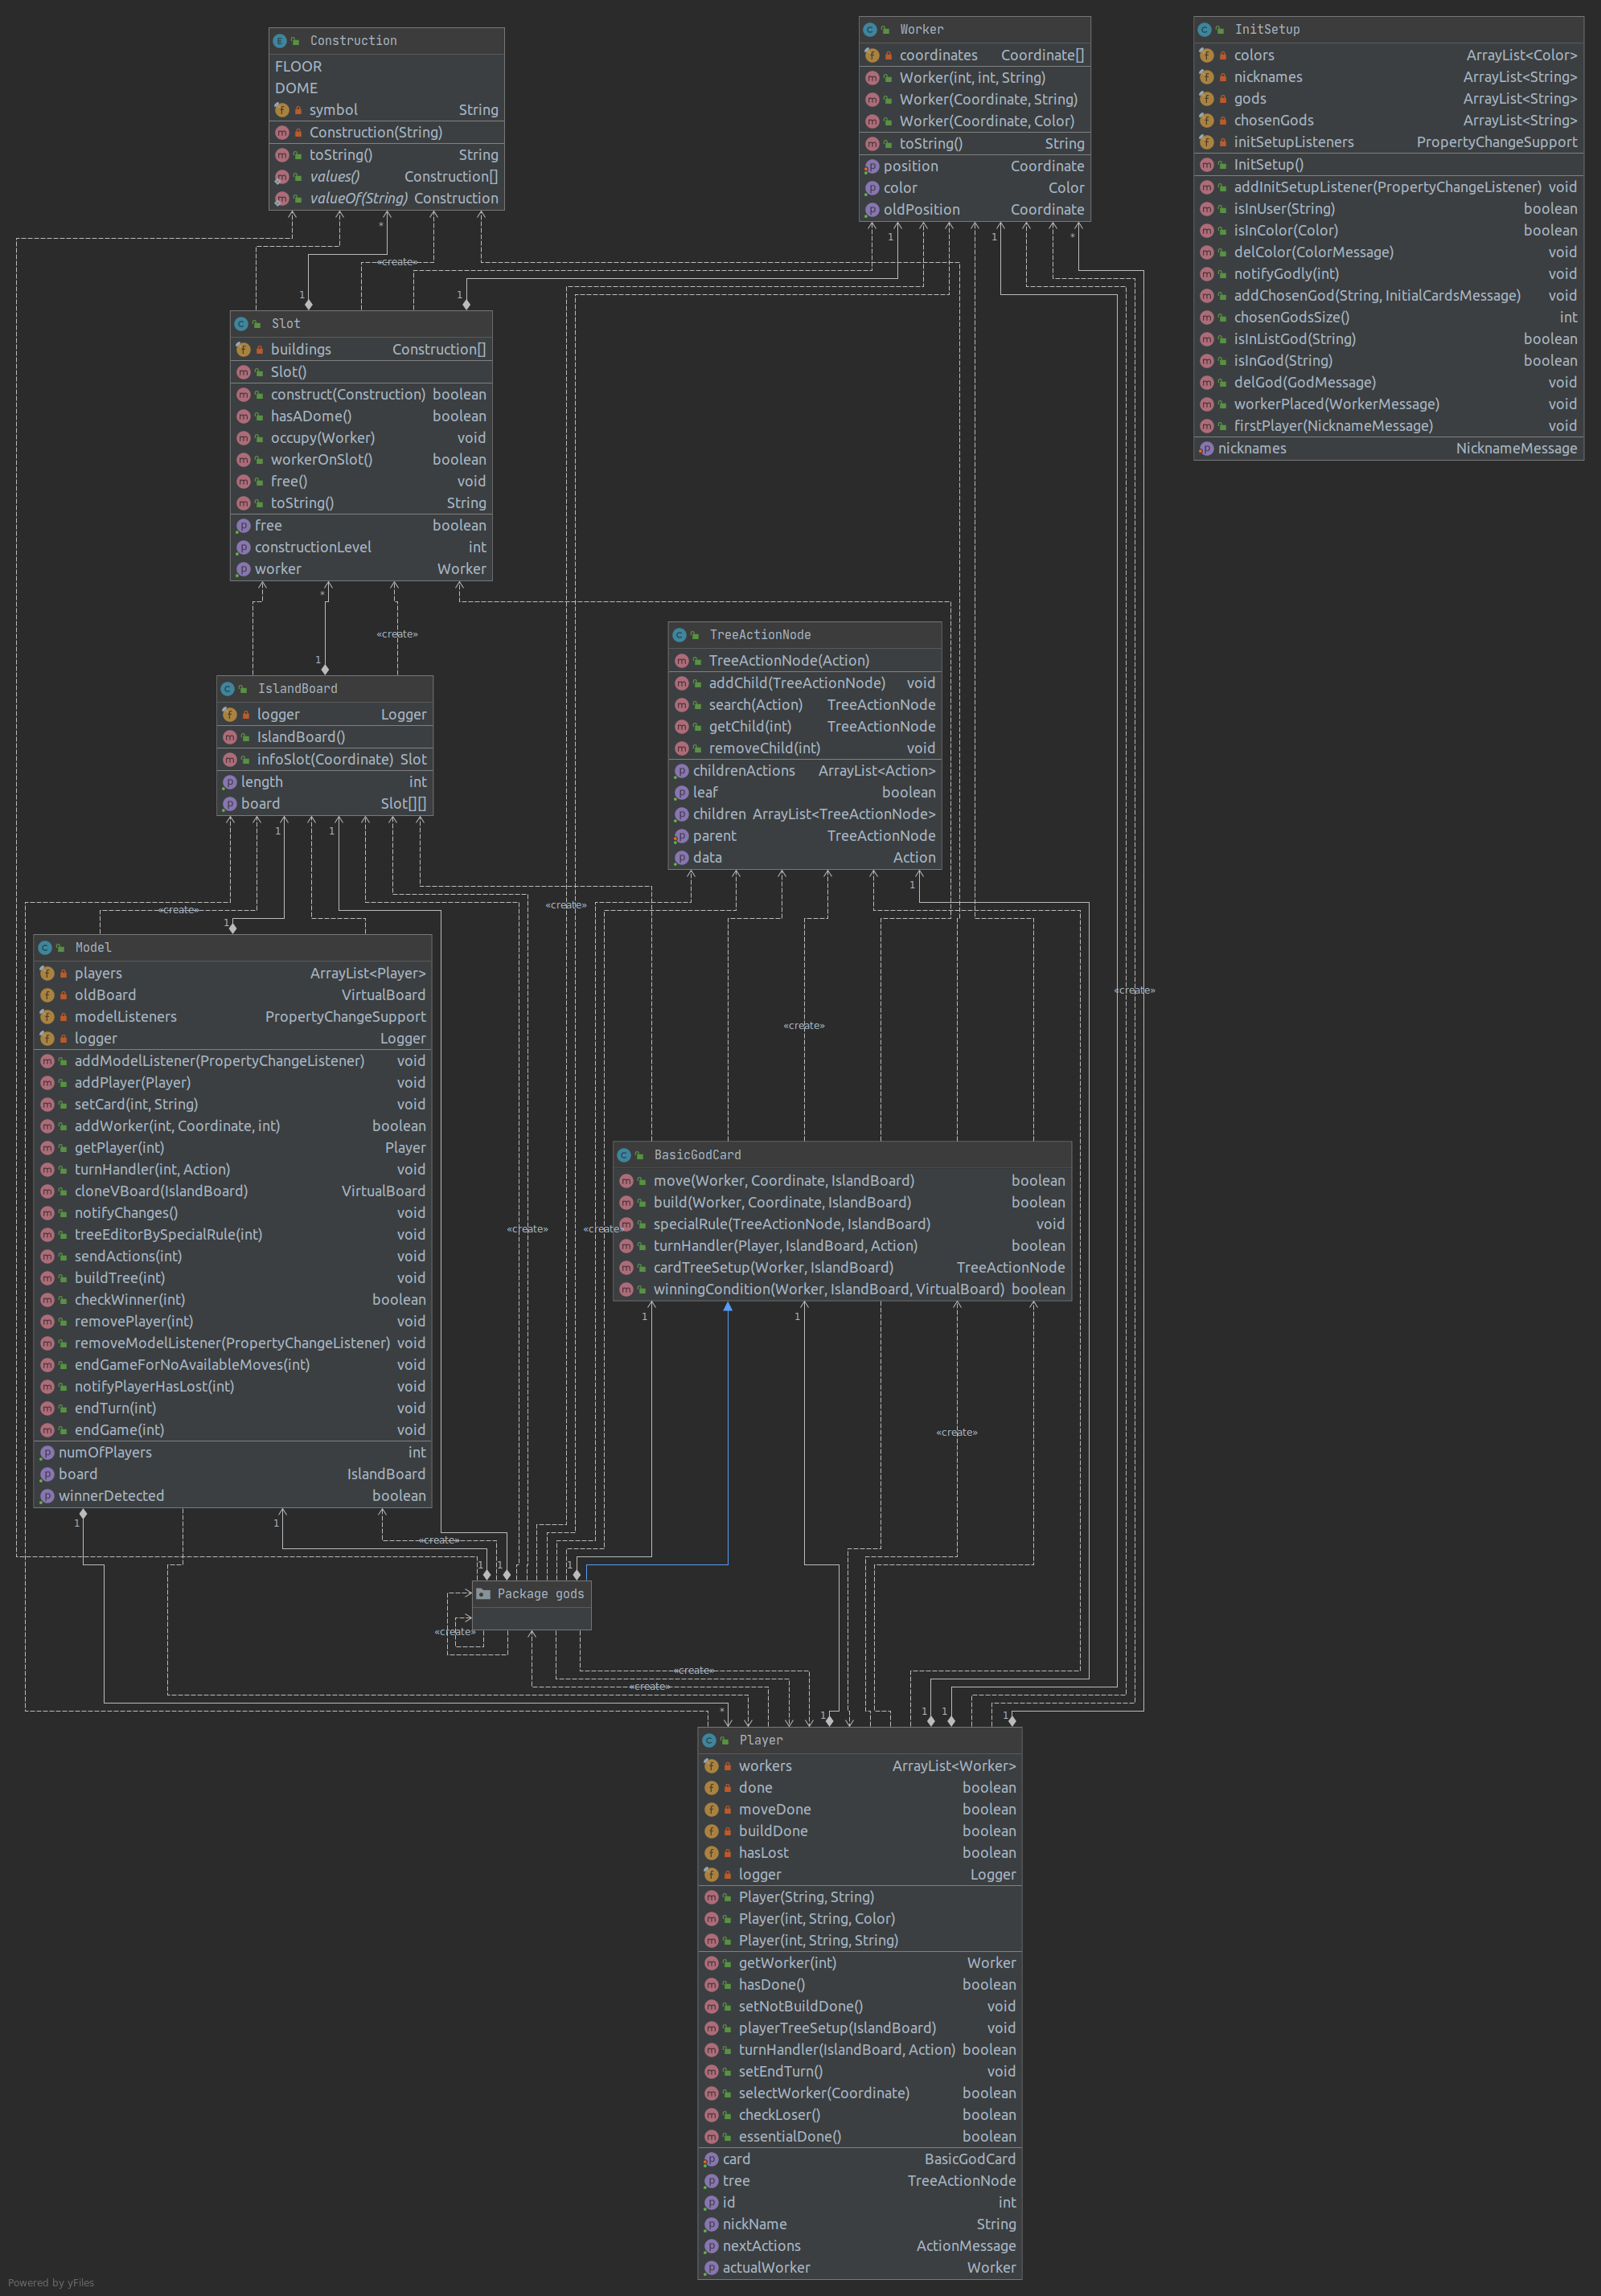 Construction
FLOOR
DOME
symbol String
Construction(String)
toString() String
values() Construction[]
valueOf(String) Construction
Worker
coordinates Coordinate[]
Worker(int, int, String)
Worker(Coordinate, String)
Worker(Coordinate, Color)
toString() String
position Coordinate
color Color
oldPosition Coordinate
InitSetup
colors ArrayList<Color>
nicknames ArrayList<String>
gods ArrayList<String>
chosenGods ArrayList<String>
initSetupListeners PropertyChangeSupport
InitSetup()
addInitSetupListener(PropertyChangeListener) void
isInUser(String) boolean
isInColor(Color) boolean
delColor(ColorMessage) void
notifyGodly(int) void
addChosenGod(String, InitialCardsMessage) void
chosenGodsSize() int
isInListGod(String) boolean
isInGod(String) boolean
delGod(GodMessage) void
workerPlaced(WorkerMessage) void
firstPlayer(NicknameMessage) void
nicknames NicknameMessage
* 1 1 *
«create»
1 1
Slot
buildings Construction[]
Slot()
construct(Construction) boolean
hasADome() boolean
occupy(Worker) void
workerOnSlot() boolean
free() void
toString() String
free boolean
constructionLevel int
worker Worker
*
«create»
1
TreeActionNode
TreeActionNode(Action)
addChild(TreeActionNode) void
search(Action) TreeActionNode
getChild(int) TreeActionNode
removeChild(int) void
childrenActions ArrayList<Action>
leaf boolean
children ArrayList<TreeActionNode>
parent TreeActionNode
data Action
IslandBoard
logger Logger
IslandBoard()
infoSlot(Coordinate) Slot
length int
board Slot[][]
1 1
1
«create»
«create»
1
«create»
«create»
Model
players ArrayList<Player>
oldBoard VirtualBoard
modelListeners PropertyChangeSupport
logger Logger
addModelListener(PropertyChangeListener) void
addPlayer(Player) void
setCard(int, String) void
addWorker(int, Coordinate, int) boolean
getPlayer(int) Player
turnHandler(int, Action) void
cloneVBoard(IslandBoard) VirtualBoard
notifyChanges() void
treeEditorBySpecialRule(int) void
sendActions(int) void
buildTree(int) void
checkWinner(int) boolean
removePlayer(int) void
removeModelListener(PropertyChangeListener) void
endGameForNoAvailableMoves(int) void
notifyPlayerHasLost(int) void
endTurn(int) void
endGame(int) void
numOfPlayers int
board IslandBoard
winnerDetected boolean
BasicGodCard
move(Worker, Coordinate, IslandBoard) boolean
build(Worker, Coordinate, IslandBoard) boolean
specialRule(TreeActionNode, IslandBoard) void
turnHandler(Player, IslandBoard, Action) boolean
cardTreeSetup(Worker, IslandBoard) TreeActionNode
winningCondition(Worker, IslandBoard, VirtualBoard) boolean
«create»
«create»
1 1
«create»
1 1
«create»
1 1 1
Package gods
«create»
«create»
«create»
* 1 1 1 1
Player
workers ArrayList<Worker>
done boolean
moveDone boolean
buildDone boolean
hasLost boolean
logger Logger
Player(String, String)
Player(int, String, Color)
Player(int, String, String)
getWorker(int) Worker
hasDone() boolean
setNotBuildDone() void
playerTreeSetup(IslandBoard) void
turnHandler(IslandBoard, Action) boolean
setEndTurn() void
selectWorker(Coordinate) boolean
checkLoser() boolean
essentialDone() boolean
card BasicGodCard
tree TreeActionNode
id int
nickName String
nextActions ActionMessage
actualWorker Worker
Powered by yFiles